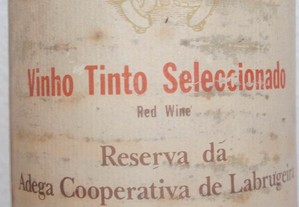 Vinho Tinto Seleccionado
Red Wine
Reserva da
Adega Cooperativa de Labrugeira